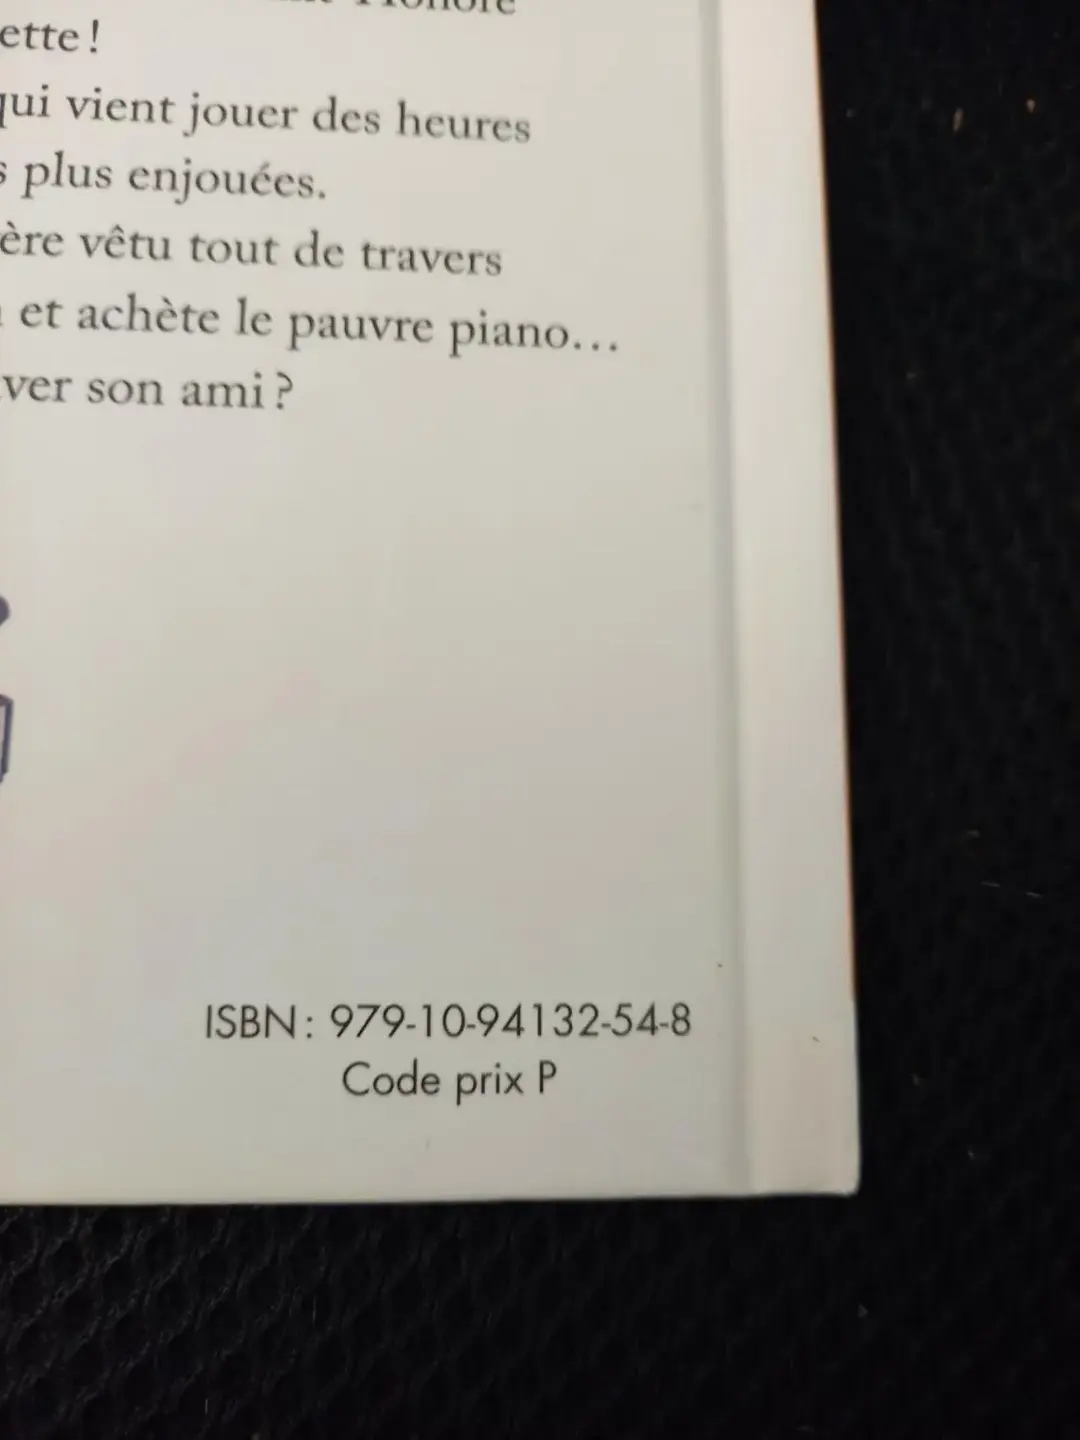 Honoré
ette !
qui vient jouer des heures
s plus enjouées.
ère vêtu tout de travers
et achète le pauvre piano...
ver son ami ?
ISBN : 979-10-94132-54-8
Code prix P